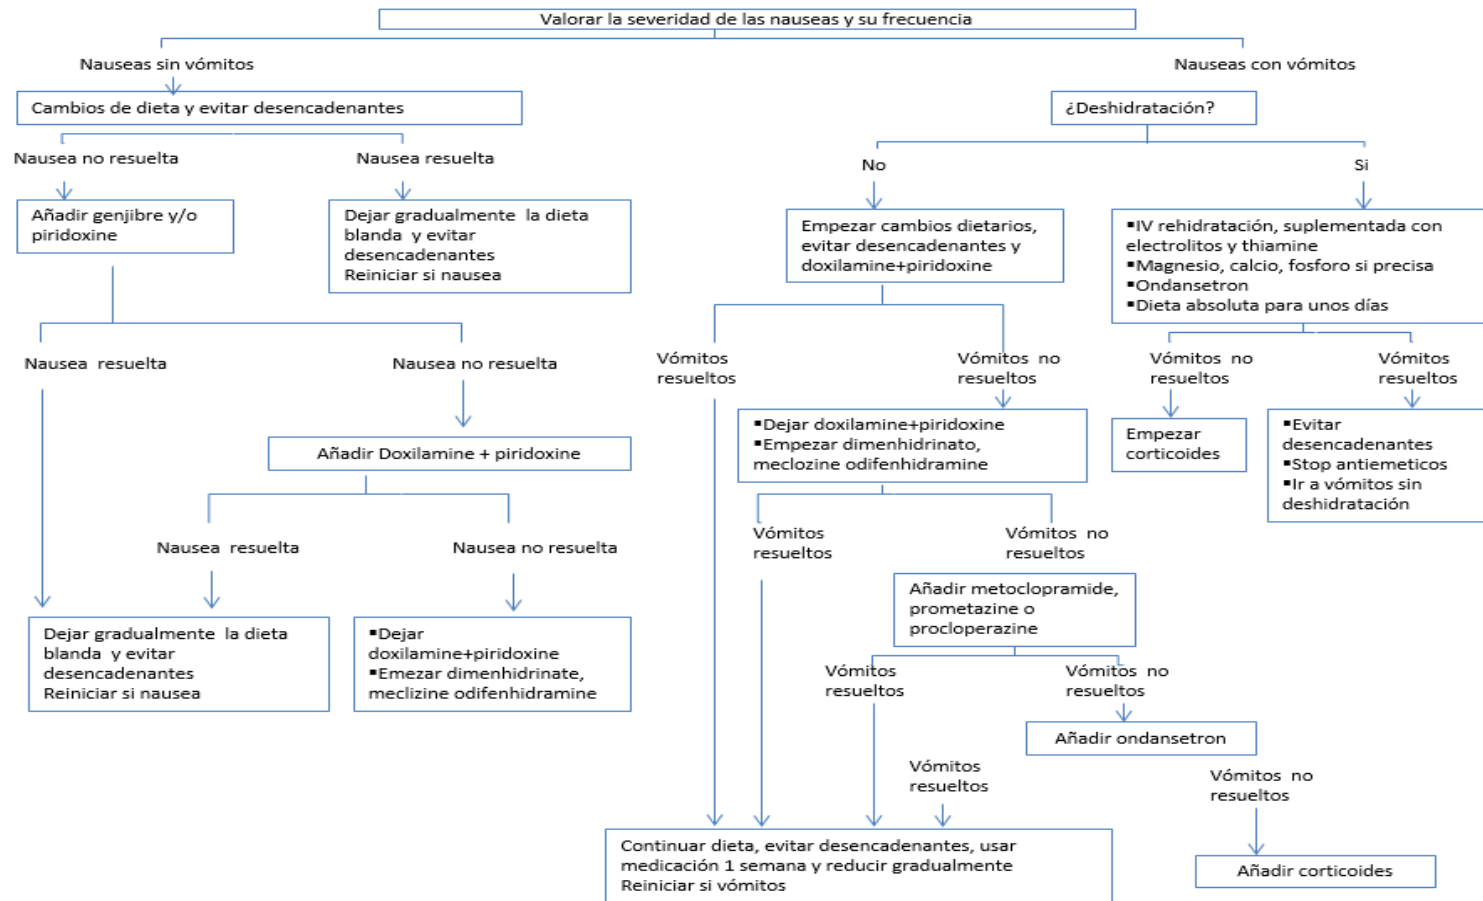 Valorar la severidad de las nauseas y su frecuencia
Nauseas sin vómitos
Nauseas con vómitos
Cambios de dieta y evitar desencadenantes
¿Deshidratación?
Nausea no resuelta
Nausea resuelta
No
Si
Añadir genjibre y/o
piridoxine
Dejar gradualmente la dieta
blanda y evitar
desencadenantes
Reiniciar si nausea
Empezar cambios dietarios,
evitar desencadenantes y
doxilamine+piridoxine
▪IV rehidratación, suplementada con
electrolitos y thiamine
▪Magnesio, calcio, fosforo si precisa
▪Ondansetron
▪Dieta absoluta para unos días
Nausea resuelta
Nausea no resuelta
Vómitos
resueltos
Vómitos no
resueltos
Vómitos no
resueltos
Vómitos
resueltos
Añadir Doxilamine + piridoxine
▪Dejar doxilamine+piridoxine
▪Empezar dimenhidrinato,
meclozine odifenhidramine
Empezar
corticoides
▪Evitar
desencadenantes
▪Stop antiemeticos
▪Ir a vómitos sin
deshidratación
Nausea resuelta
Nausea no resuelta
Vómitos
resueltos
Vómitos no
resueltos
Dejar gradualmente la dieta
blanda y evitar
desencadenantes
Reiniciar si nausea
▪Dejar
doxilamine+piridoxine
▪Emezar dimenhidrinate,
meclizine odifenhidramine
Añadir metoclopramide,
prometazine o
procloperazine
Vómitos
resueltos
Vómitos no
resueltos
Añadir ondansetron
Vómitos
resueltos
Vómitos no
resueltos
Continuar dieta, evitar desencadenantes, usar
medicación 1 semana y reducir gradualmente
Reiniciar si vómitos
Añadir corticoides